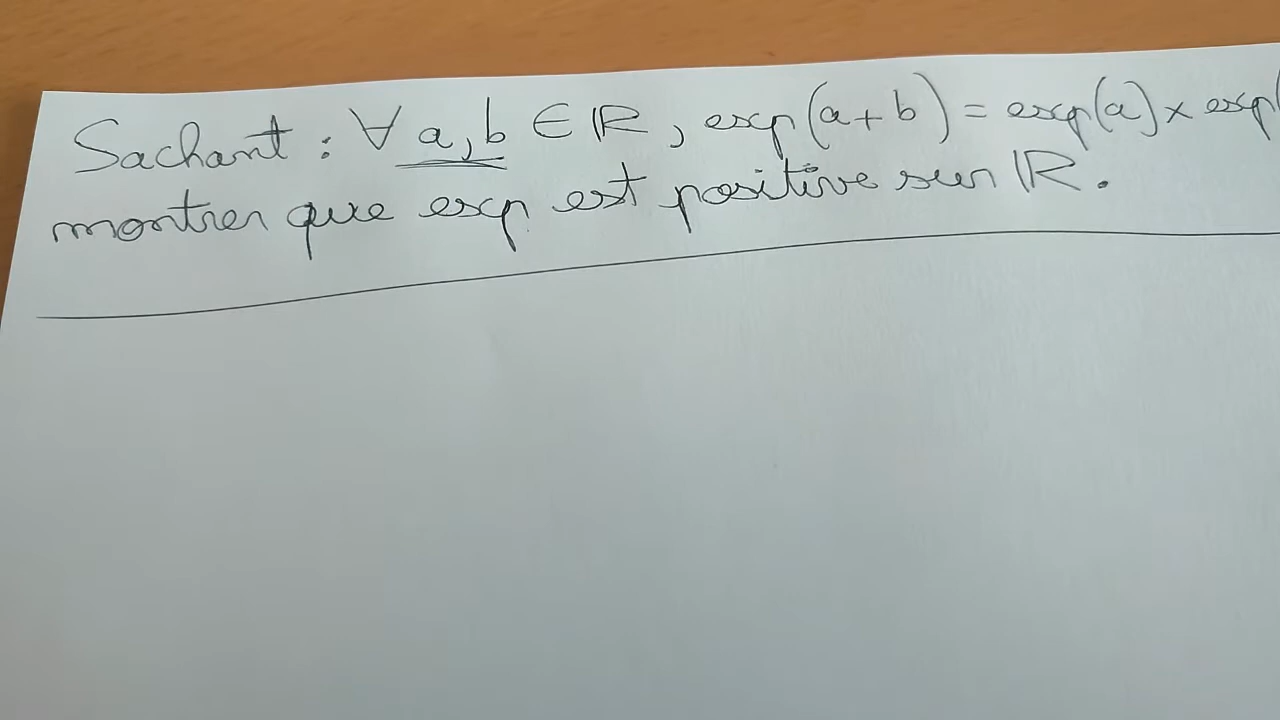 Sachant : ∀ a, b ∈ ℝ, exp(a+b) = exp(a) × exp(
montrer que exp est positive sur ℝ.